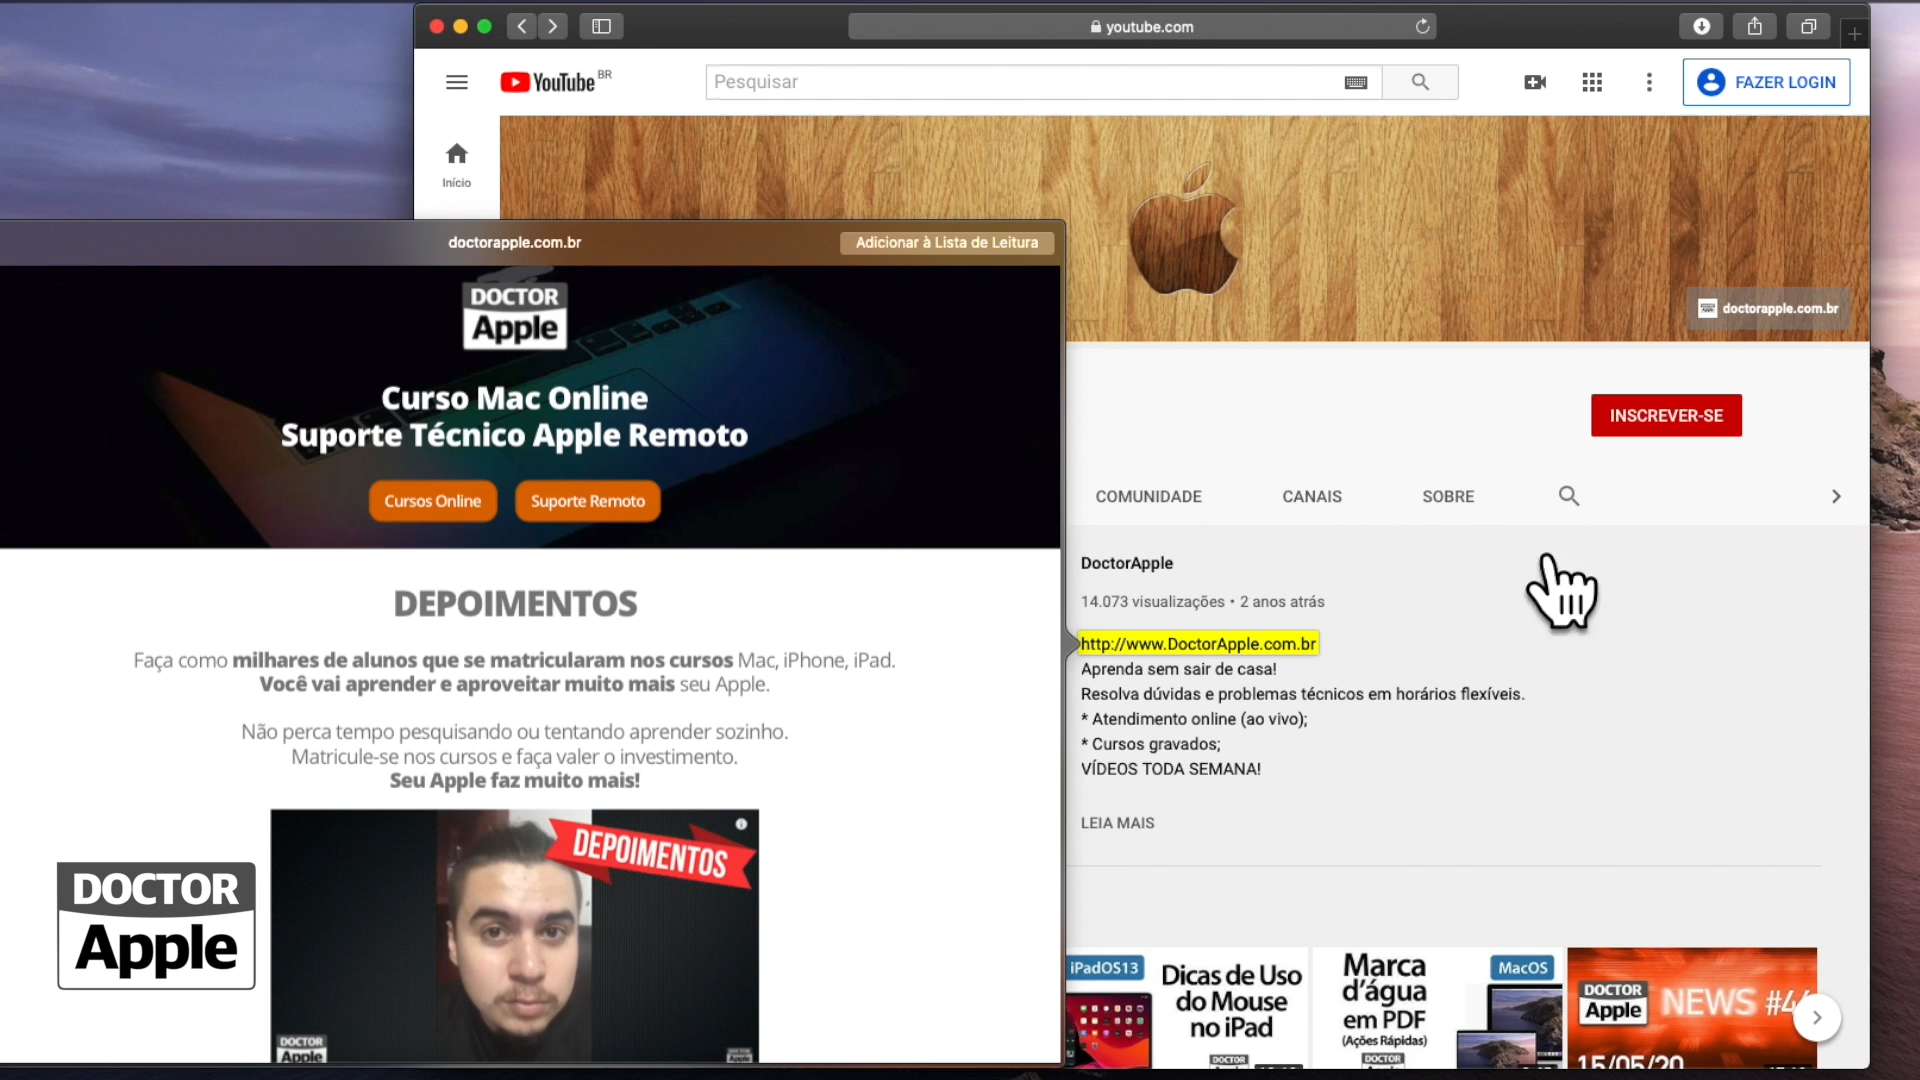 youtube.com
YouTube BR
Pesquisar
FAZER LOGIN
Início
doctorapple.com.br
doctorapple.com.br
Adicionar à Lista de Leitura
DOCTOR
Apple
Curso Mac Online
Suporte Técnico Apple Remoto
Cursos Online
Suporte Remoto
DEPOIMENTOS
Faça como milhares de alunos que se matricularam nos cursos Mac, iPhone, iPad.
Você vai aprender e aproveitar muito mais seu Apple.
Não perca tempo pesquisando ou tentando aprender sozinho.
Matricule-se nos cursos e faça valer o investimento.
Seu Apple faz muito mais!
DEPOIMENTOS
DOCTOR
Apple
DOCTOR
Apple
INSCREVER-SE
COMUNIDADE
CANAIS
SOBRE
DoctorApple
14.073 visualizações • 2 anos atrás
http://www.DoctorApple.com.br
Aprenda sem sair de casa!
Resolva dúvidas e problemas técnicos em horários flexíveis.
* Atendimento online (ao vivo);
* Cursos gravados;
VÍDEOS TODA SEMANA!
LEIA MAIS
iPadOS13
Dicas de Uso
do Mouse
no iPad
DOCTOR
Marca
d'água
em PDF
(Ações Rápidas)
DOCTOR
MacOS
DOCTOR
Apple
NEWS
15/05/20